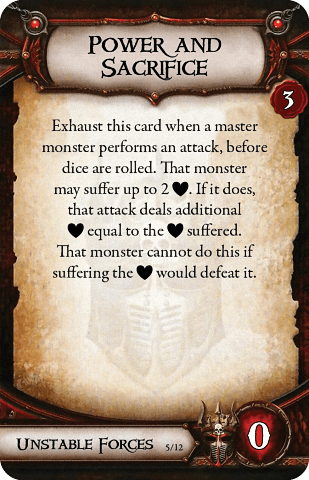 Power and
Sacrifice
3
Exhaust this card when a master
monster performs an attack, before
dice are rolled. That monster
may suffer up to 2 ♥. If it does,
that attack deals additional
♥ equal to the ♥ suffered.
That monster cannot do this if
suffering the ♥ would defeat it.
Unstable Forces 5/12
0